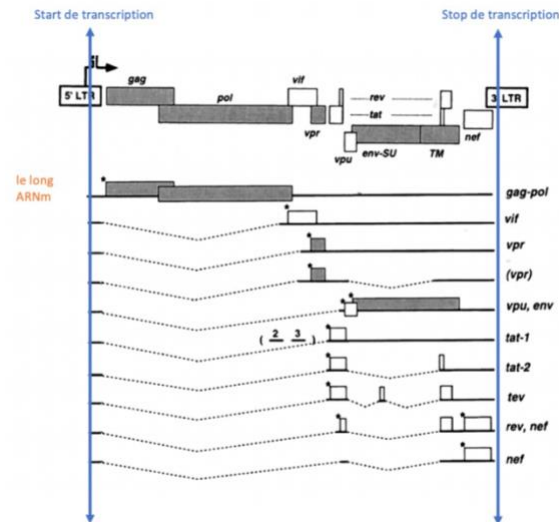 Start de transcription
Stop de transcription
gag
vif
rev
5' LTR
pol
tat
3' LTR
vpr
nef
vpu
env-SU
TM
le long
ARNm
gag-pol
vif
vpr
(vpr)
vpu, env
( 2 3 )
tat-1
tat-2
tev
rev, nef
nef